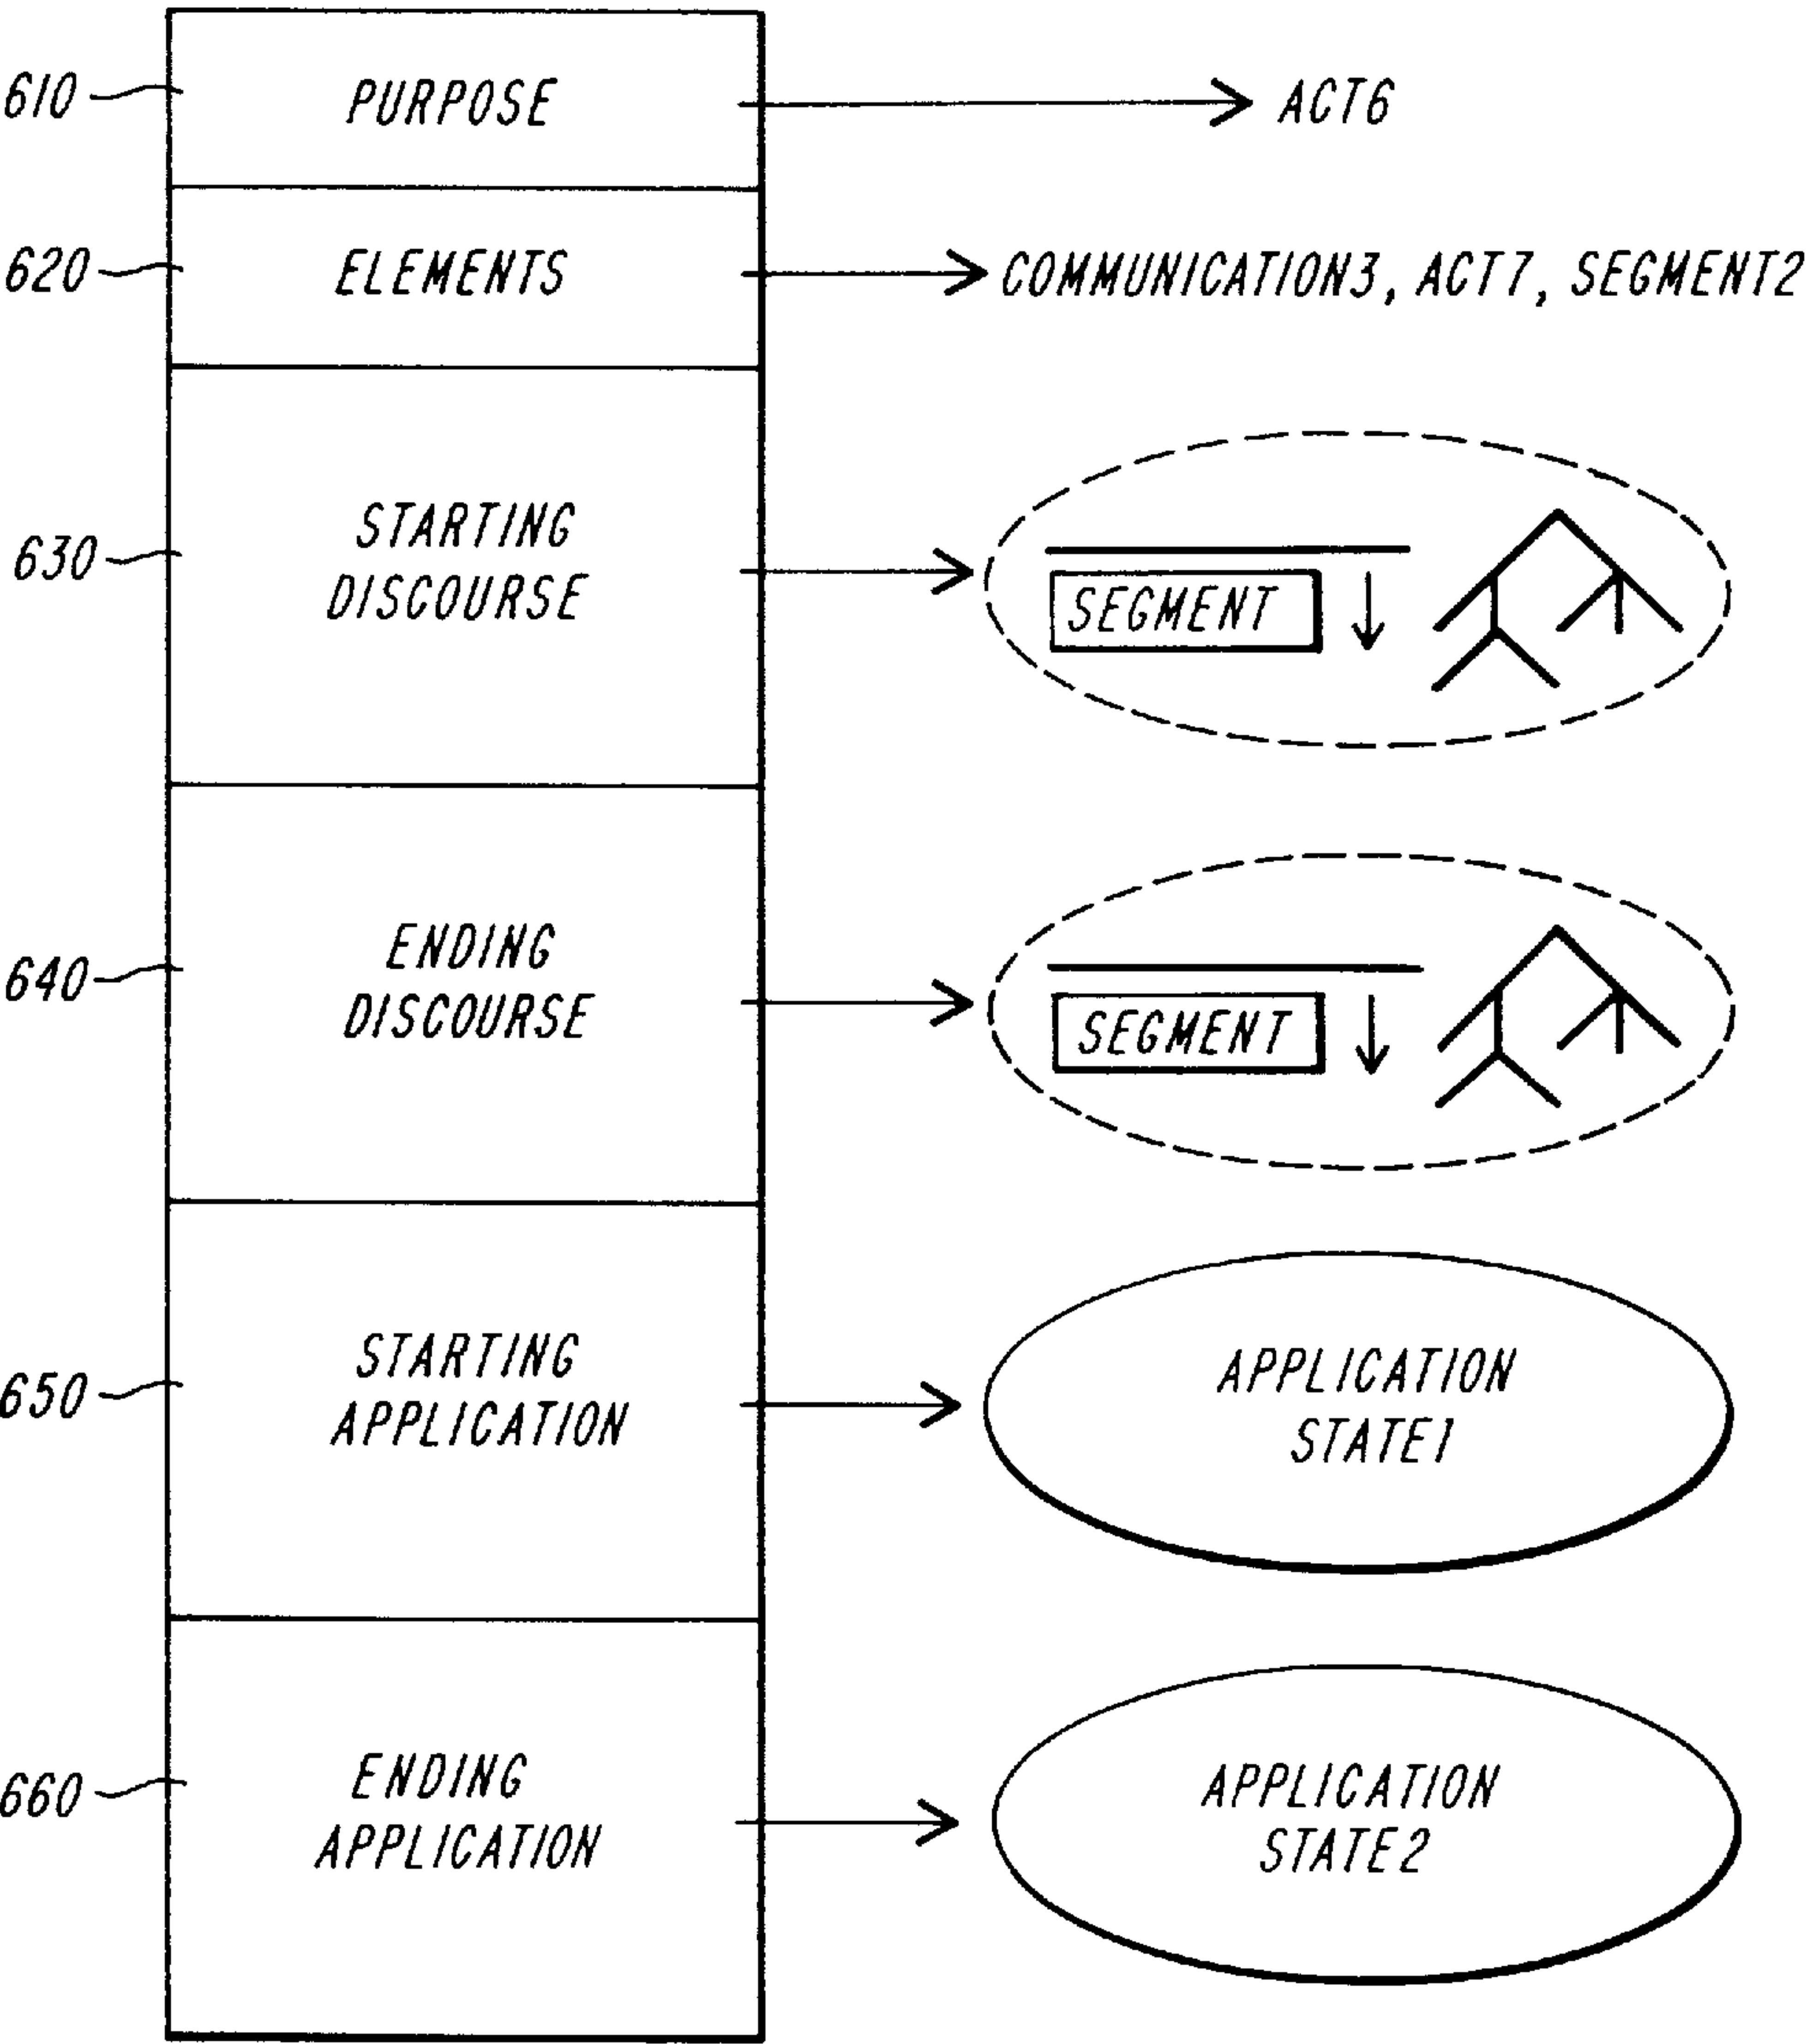 610 PURPOSE ACT6
620 ELEMENTS COMMUNICATION3, ACT7, SEGMENT2
630 STARTING
DISCOURSE
SEGMENT
640 ENDING
DISCOURSE
SEGMENT
650 STARTING
APPLICATION
APPLICATION
STATE1
660 ENDING
APPLICATION
APPLICATION
STATE2